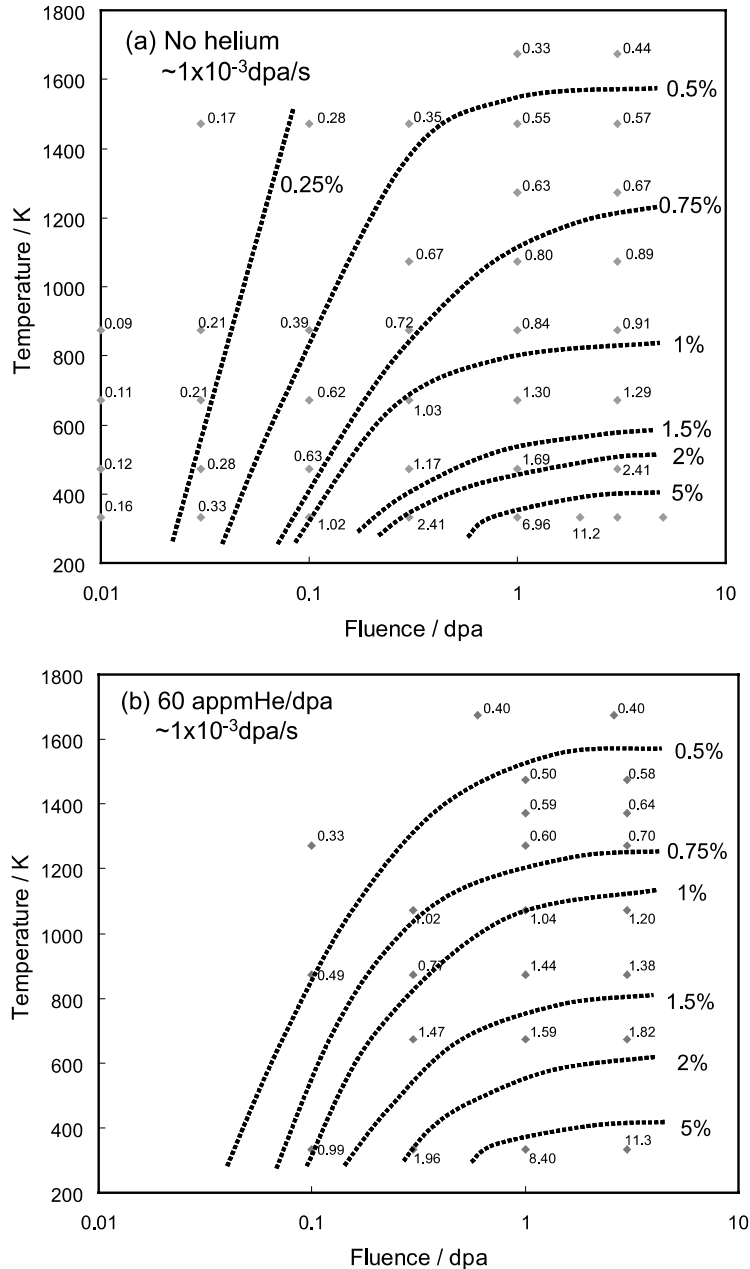 (a) No helium
~1x10⁻³dpa/s
1800
1600
1400
1200
1000
800
600
400
200
Temperature / K
0.33 0.44
0.5%
0.17 0.28 0.35 0.55 0.57
0.25%
0.63 0.67
0.75%
0.67 0.80 0.89
0.09 0.21 0.39 0.72 0.84 0.91
1%
0.11 0.21 0.62 1.03 1.30 1.29
1.5%
0.12 0.28 0.63 1.17 1.69 2.41
2%
5%
0.16 0.33 1.02 2.41 6.96 11.2
0.01 0.1 1 10
Fluence / dpa
(b) 60 appmHe/dpa
~1x10⁻³dpa/s
1800
1600
1400
1200
1000
800
600
400
200
Temperature / K
0.40 0.40
0.5%
0.50 0.58
0.59 0.64
0.33 0.60 0.70
0.75%
1%
1.02 1.04 1.20
0.49 0.77 1.44 1.38
1.5%
1.47 1.59 1.82
2%
5%
0.99 1.96 8.40 11.3
0.01 0.1 1 10
Fluence / dpa